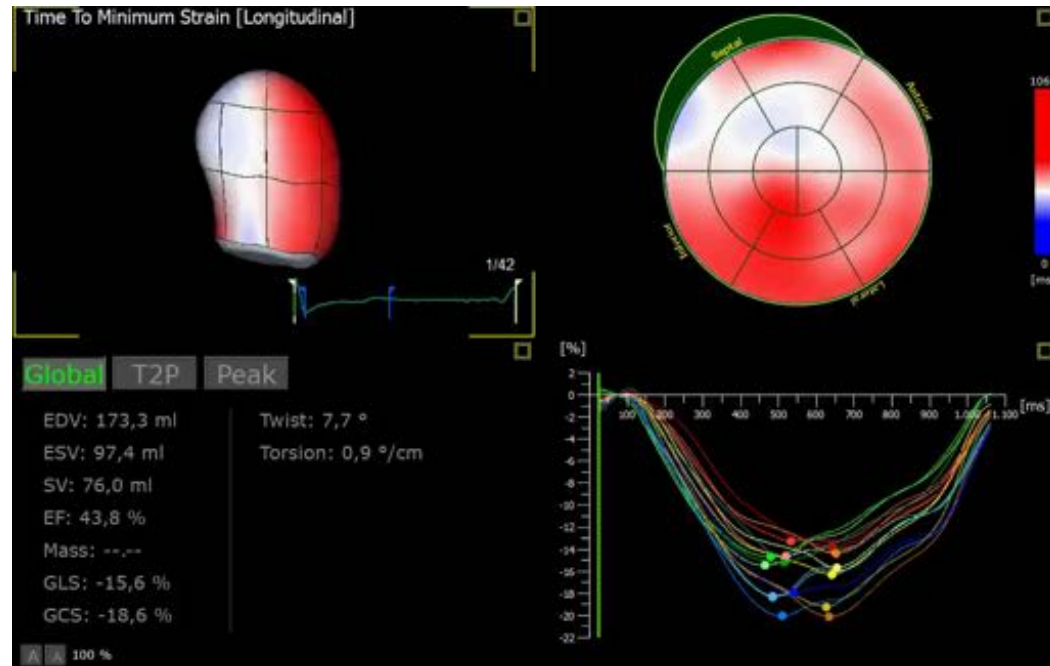 Time To Minimum Strain [Longitudinal]
1/42
Septal
Anterior
Inferior
Lateral
106
0
[ms
Global T2P Peak
EDV: 173,3 ml
ESV: 97,4 ml
SV: 76,0 ml
EF: 43,8 %
Mass: --.--
GLS: -15,6 %
GCS: -18,6 %
Twist: 7,7 °
Torsion: 0,9 °/cm
A A 100 %
[%]
2
0
-2
-4
-6
-8
-10
-12
-14
-16
-18
-20
-22
100 200 300 400 500 600 700 800 900 1.000 1.100
[ms]